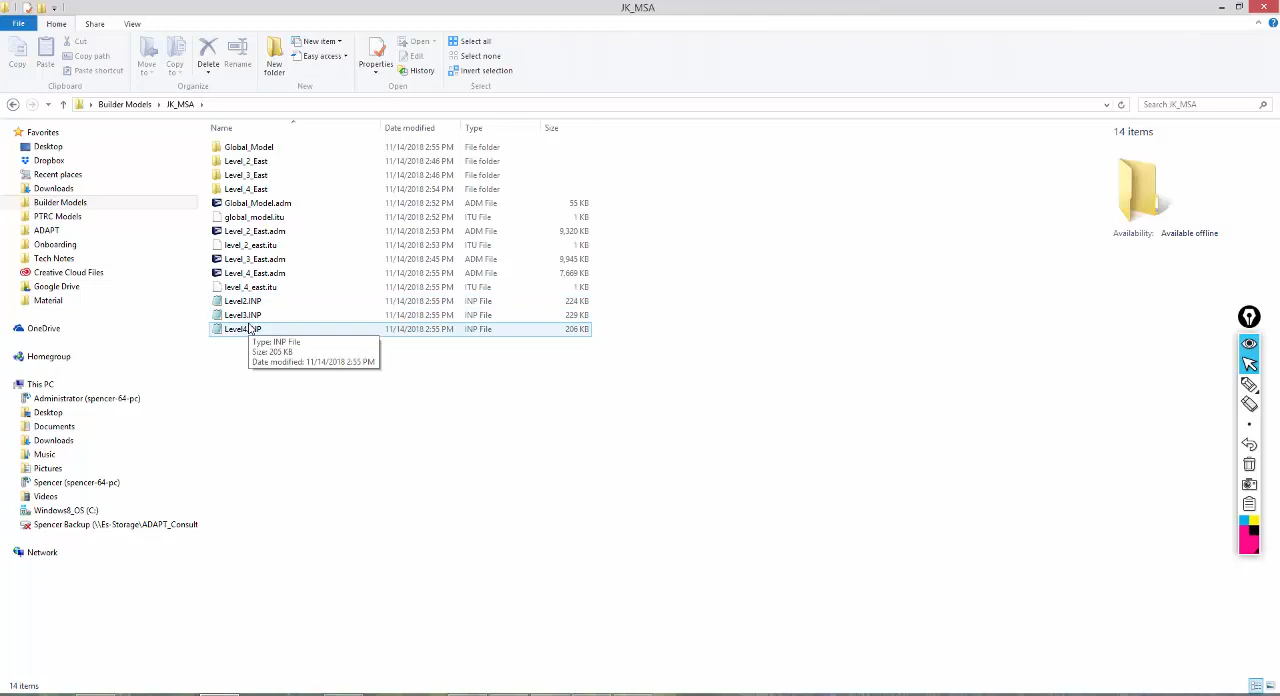 JK_MSA
File Home Share View
Copy Paste Cut Copy path Paste shortcut
Move to Copy to Delete Rename
New folder New item Easy access
Properties Open Edit History
Select all Select none Invert selection
Clipboard Organize New Open Select
Builder Models JK_MSA
Search JK_MSA
Favorites
Desktop
Dropbox
Recent places
Downloads
Builder Models
PTRC Models
ADAPT
Onboarding
Tech Notes
Creative Cloud Files
Google Drive
Material
OneDrive
Homegroup
This PC
Administrator (spencer-64-pc)
Desktop
Documents
Downloads
Music
Pictures
Spencer (spencer-64-pc)
Videos
Windows8_OS (C:)
Spencer Backup (\\Es-Storage\ADAPT_Consult
Network
Name Date modified Type Size
Global_Model 11/14/2018 2:55 PM File folder
Level_2_East 11/14/2018 2:46 PM File folder
Level_3_East 11/14/2018 2:46 PM File folder
Level_4_East 11/14/2018 2:54 PM File folder
Global_Model.adm 11/14/2018 2:52 PM ADM File 55 KB
global_model.itu 11/14/2018 2:52 PM ITU File 1 KB
Level_2_East.adm 11/14/2018 2:53 PM ADM File 9,320 KB
level_2_east.itu 11/14/2018 2:53 PM ITU File 1 KB
Level_3_East.adm 11/14/2018 2:45 PM ADM File 9,945 KB
Level_4_East.adm 11/14/2018 2:55 PM ADM File 7,669 KB
level_4_east.itu 11/14/2018 2:55 PM ITU File 1 KB
Level2.INP 11/14/2018 2:55 PM INP File 224 KB
Level3.INP 11/14/2018 2:55 PM INP File 229 KB
Level4.INP 11/14/2018 2:55 PM INP File 206 KB
Type: INP File
Size: 205 KB
Date modified: 11/14/2018 2:55 PM
14 items
Availability: Available offline
14 items